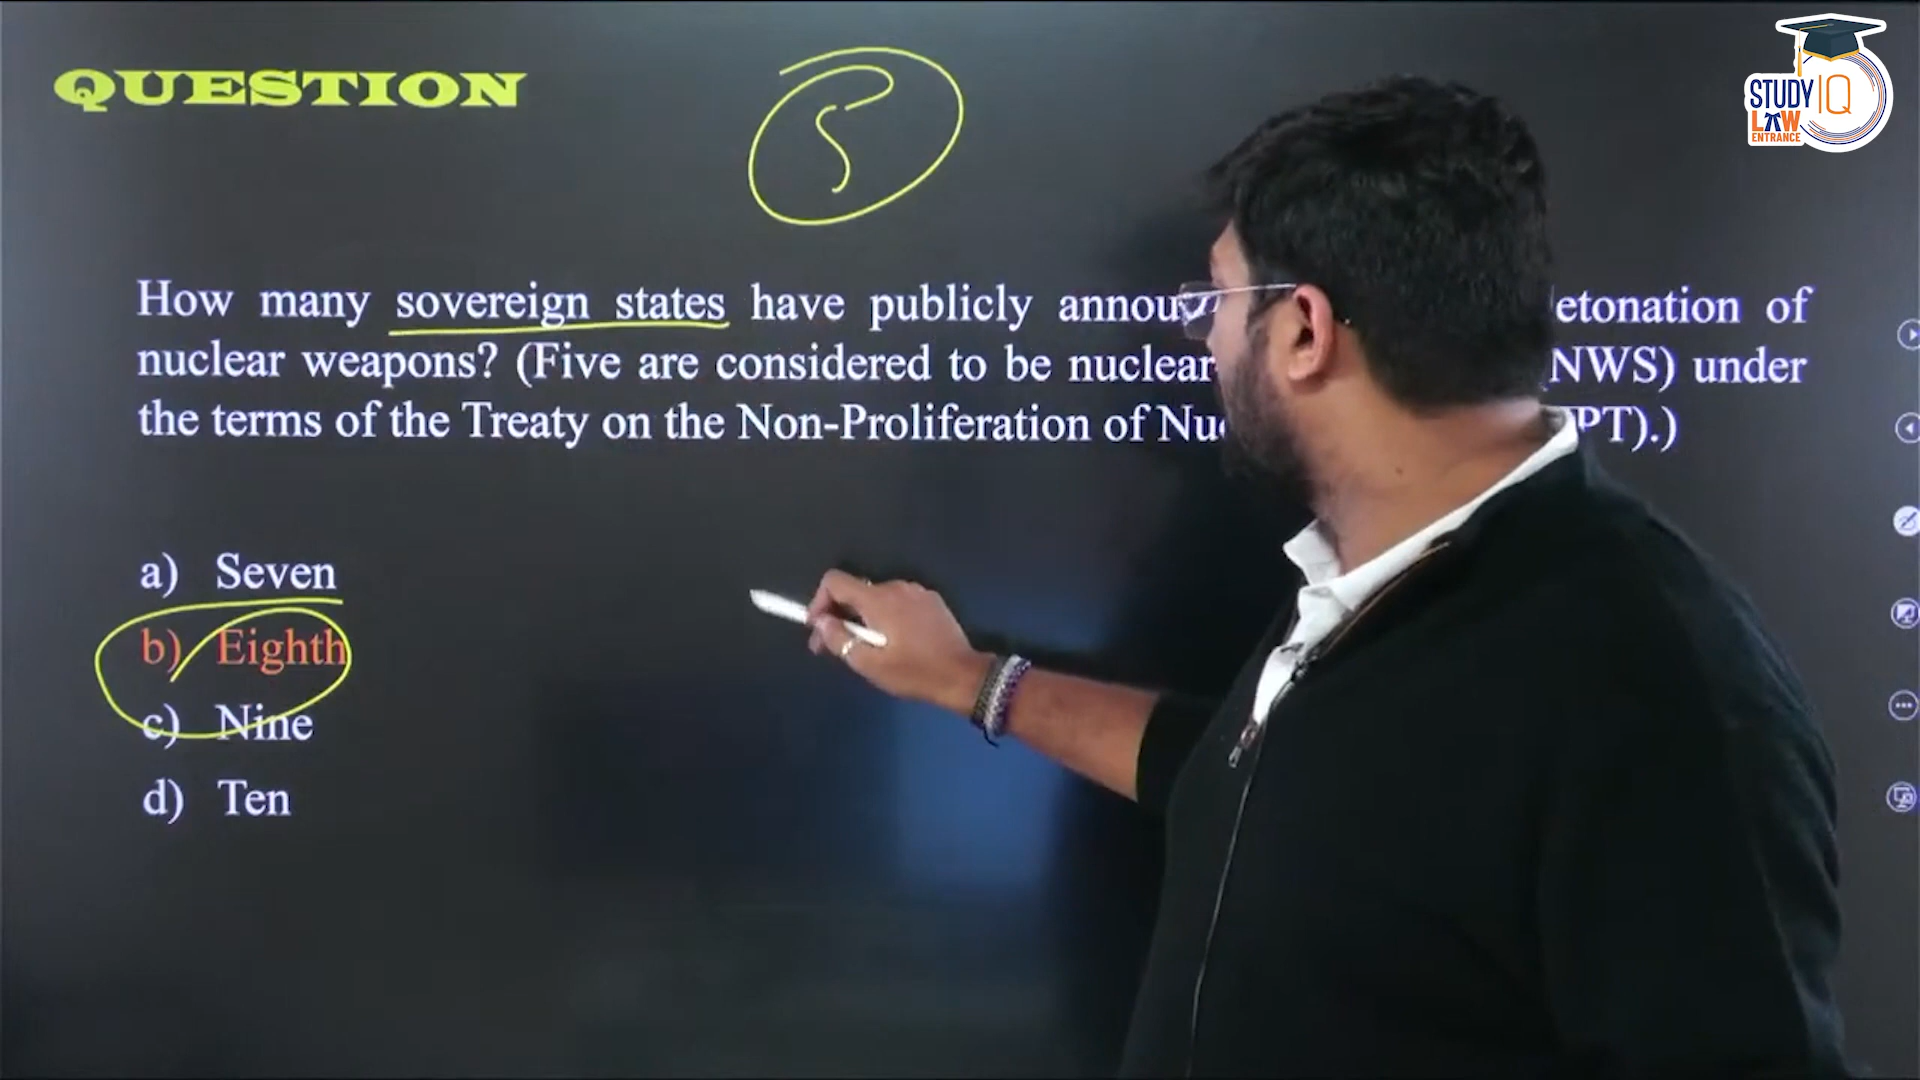 QUESTION
5
STUDY IQ
LAW
ENTRANCE
How many sovereign states have publicly etonation of
nuclear weapons? (Five are considered to be nuclear NWS) under
the terms of the Treaty on the Non-Proliferation of PT).)
a) Seven
b) Eighth
c) Nine
d) Ten